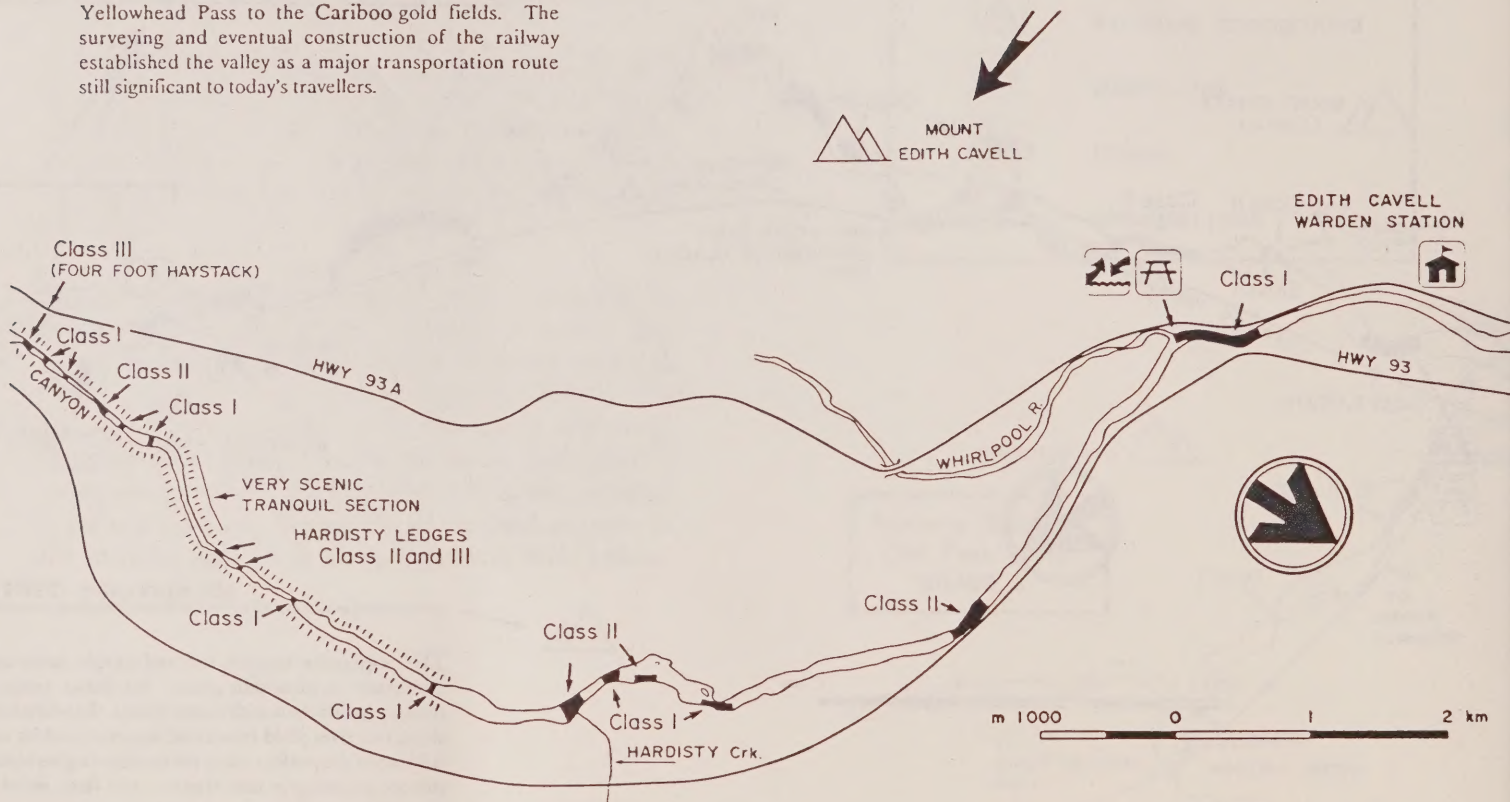 Yellowhead Pass to the Cariboo gold fields. The
surveying and eventual construction of the railway
established the valley as a major transportation route
still significant to today's travellers.
MOUNT
EDITH CAVELL
EDITH CAVELL
WARDEN STATION
Class III
(FOUR FOOT HAYSTACK)
Class I
Class I
Class II
CANYON
Class I
HWY 93A
HWY 93
WHIRLPOOL R.
VERY SCENIC
TRANQUIL SECTION
HARDISTY LEDGES
Class II and III
Class I
Class II
Class II
Class I
Class I
HARDISTY Crk.
m 1000 0 1 2 km